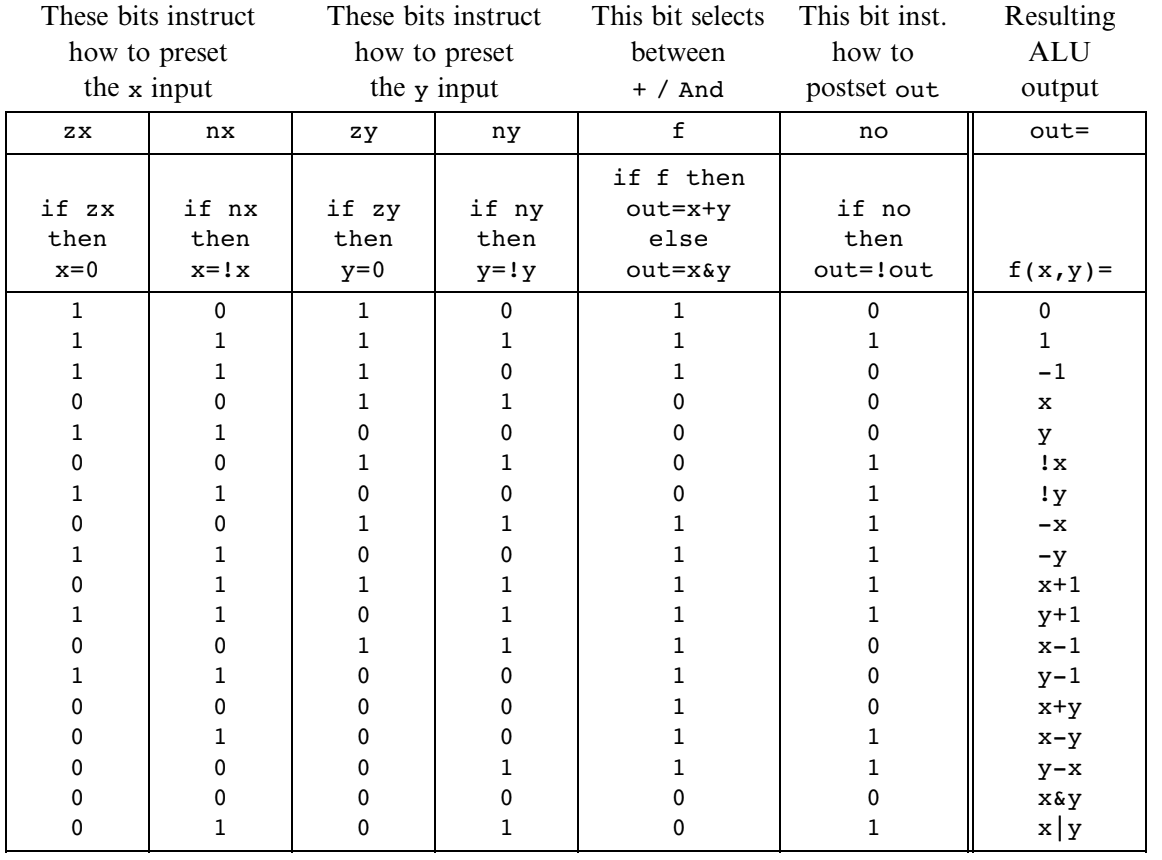 These bits instruct These bits instruct This bit selects This bit inst. Resulting
how to preset how to preset between how to ALU
the x input the y input + / And postset out output
zx nx zy ny f no out=
if f then
if zx if nx if zy if ny out=x+y if no
then then then then else then
x=0 x=!x y=0 y=!y out=x&y out=!out f(x,y)=
1 0 1 0 1 0 0
1 1 1 1 1 1 1
1 1 1 0 1 0 -1
0 0 1 1 0 0 x
1 1 0 0 0 0 y
0 0 1 1 0 1 !x
1 1 0 0 0 1 !y
0 0 1 1 1 1 -x
1 1 0 0 1 1 -y
0 1 1 1 1 1 x+1
1 1 0 1 1 1 y+1
0 0 1 1 1 0 x-1
1 1 0 0 1 0 y-1
0 0 0 0 1 0 x+y
0 1 0 0 1 1 x-y
0 0 0 1 1 1 y-x
0 0 0 0 0 0 x&y
0 1 0 1 0 1 x|y